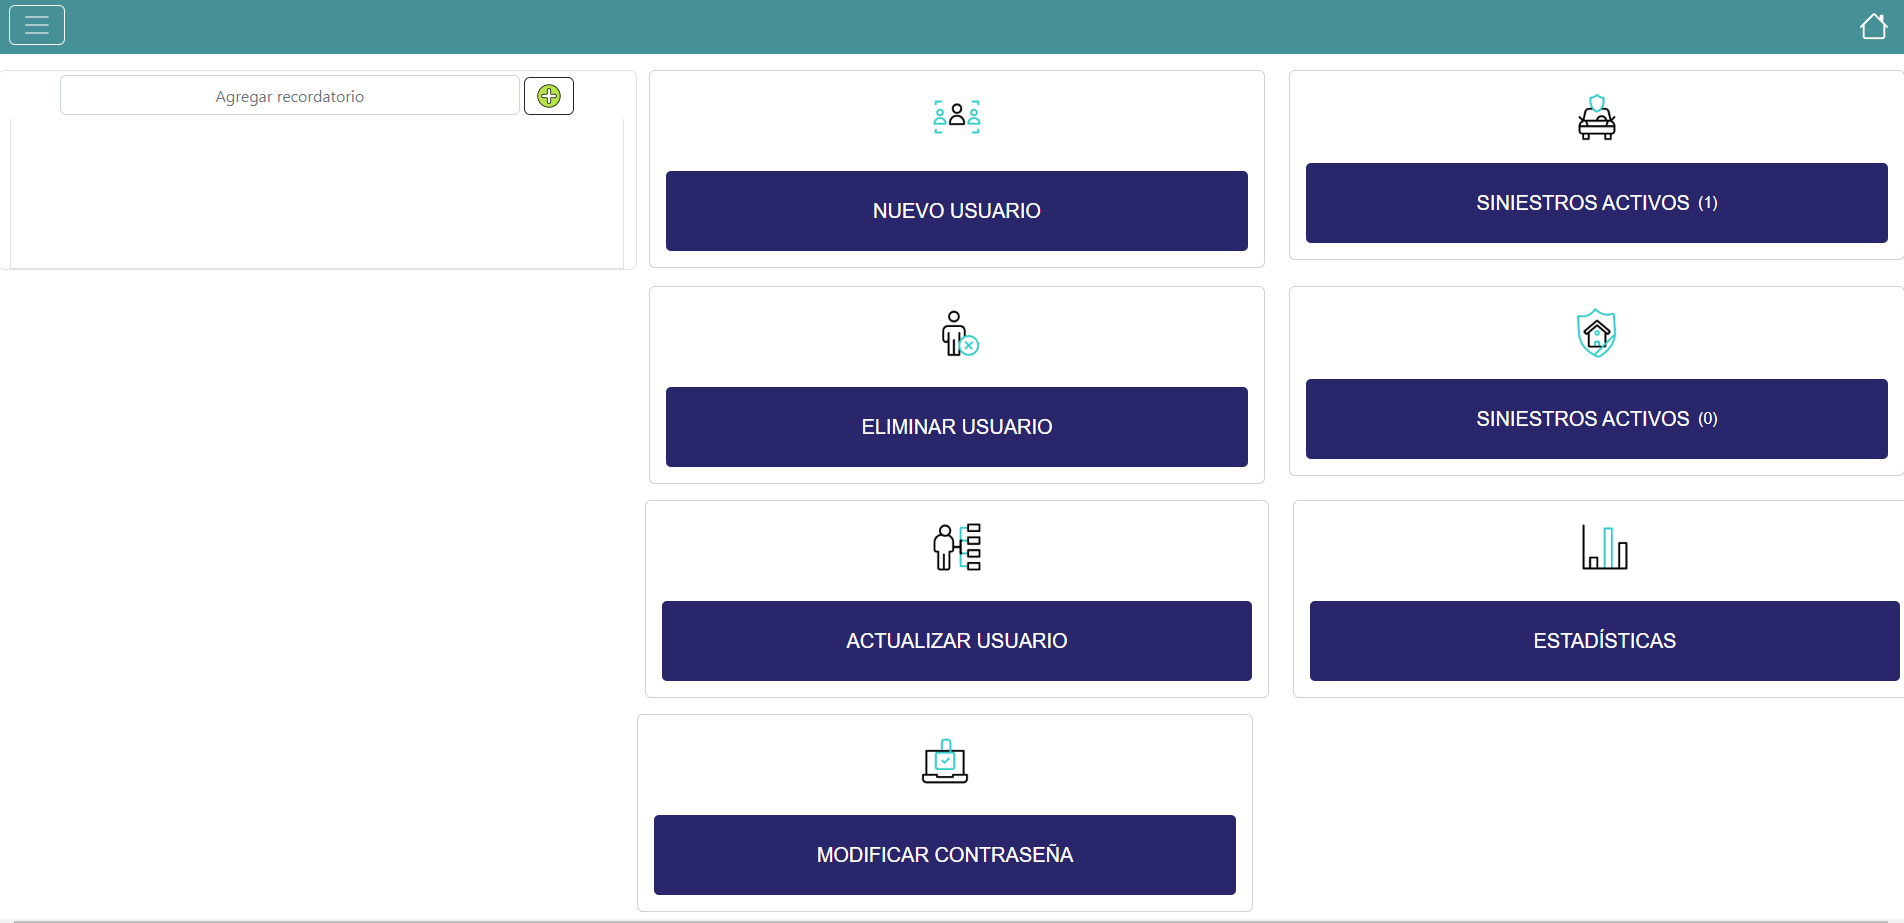 Agregar recordatorio
NUEVO USUARIO
SINIESTROS ACTIVOS (1)
ELIMINAR USUARIO
SINIESTROS ACTIVOS (0)
ACTUALIZAR USUARIO
ESTADÍSTICAS
MODIFICAR CONTRASEÑA